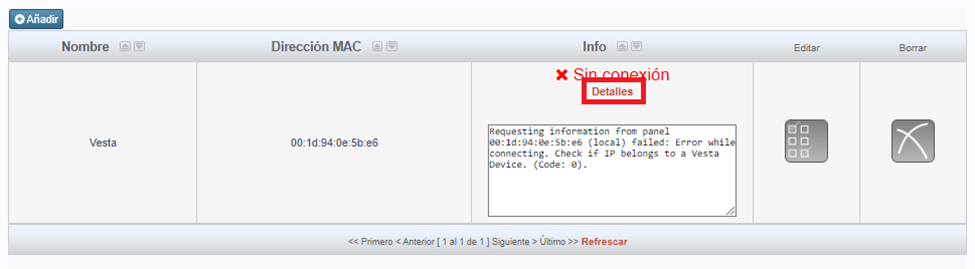 Añadir
Nombre Dirección MAC Info Editar Borrar
Sin conexión
Detalles
Vesta 00:1d:94:0e:5b:e6
Requesting information from panel
00:1d:94:0e:5b:e6 (local) failed: Error while
connecting. Check if IP belongs to a Vesta
Device. (Code: 0).
<< Primero < Anterior [ 1 al 1 de 1 ] Siguiente > Último >> Refrescar